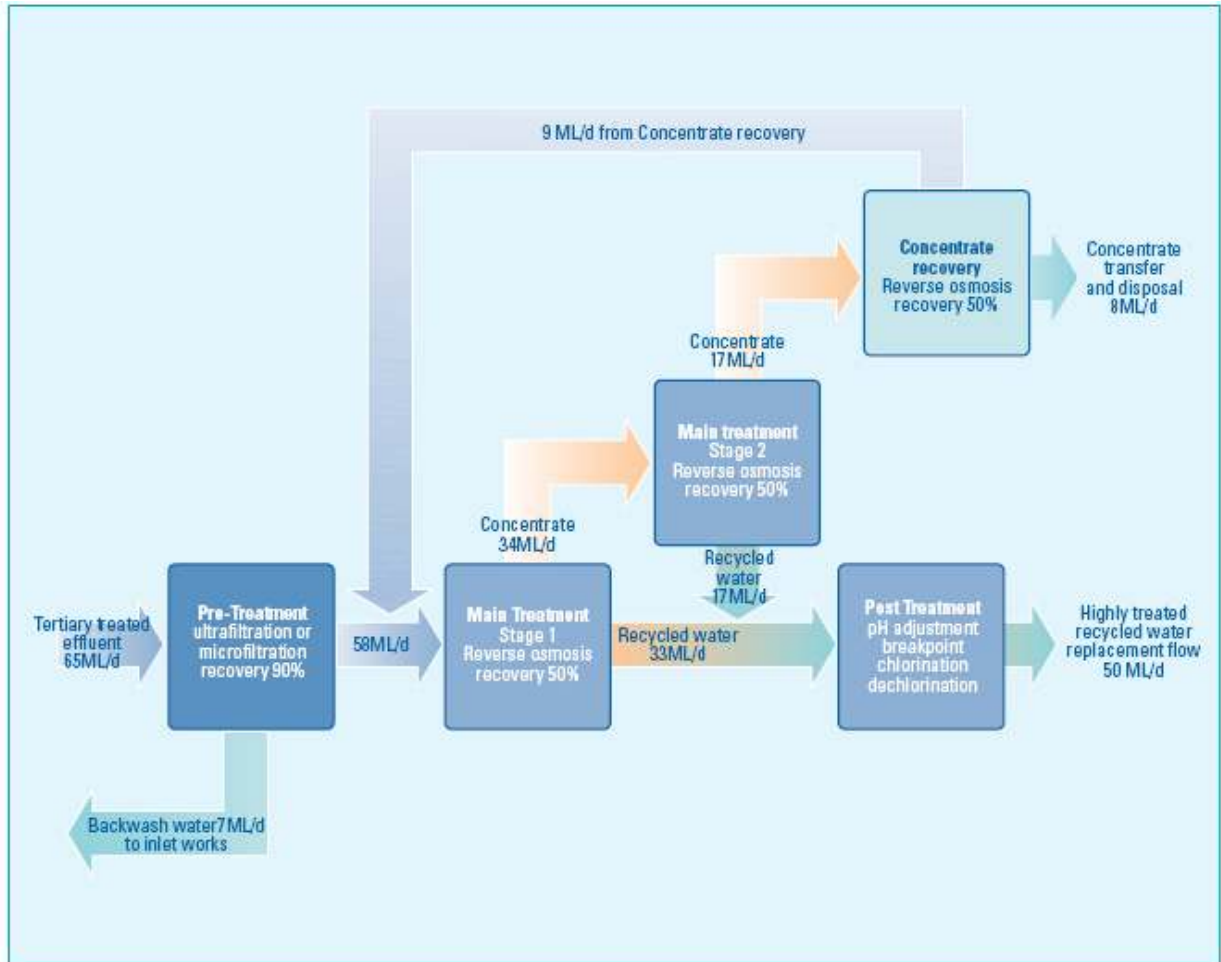 9 ML/d from Concentrate recovery
Concentrate
recovery
Reverse osmosis
recovery 50%
Concentrate
transfer
and disposal
8ML/d
Concentrate
17ML/d
Main treatment
Stage 2
Reverse osmosis
recovery 50%
Concentrate
34ML/d
Recycled
water
17ML/d
Tertiary treated
effluent
65ML/d
Pre-Treatment
ultrafiltration or
microfiltration
recovery 90%
58ML/d
Main Treatment
Stage 1
Reverse osmosis
recovery 50%
Recycled water
33ML/d
Post Treatment
pH adjustment
breakpoint
chlorination
dechlorination
Highly treated
recycled water
replacement flow
50 ML/d
Backwash water7ML/d
to inlet works